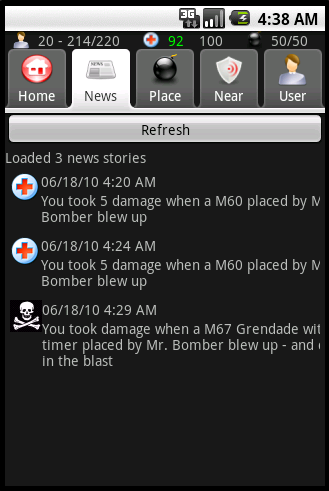 3G 4:38 AM
20 - 214/220 92 100 50/50
NEWS
Home News Place Near User
Refresh
Loaded 3 news stories
06/18/10 4:20 AM
You took 5 damage when a M60 placed by M
Bomber blew up
06/18/10 4:24 AM
You took 5 damage when a M60 placed by M
Bomber blew up
06/18/10 4:29 AM
You took damage when a M67 Grendade wit
timer placed by Mr. Bomber blew up - and
in the blast